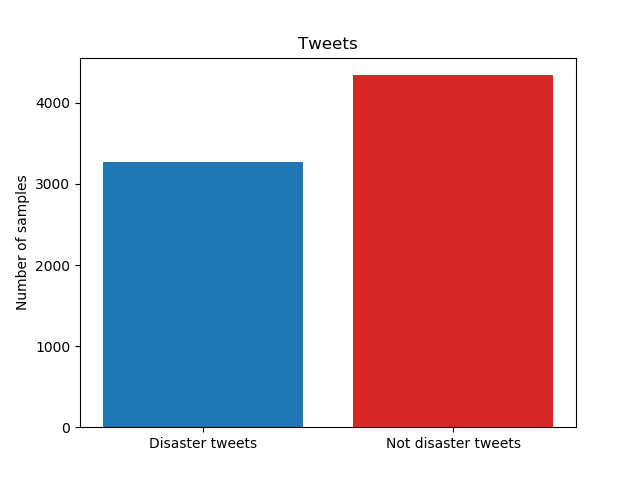 Tweets
4000
3000
2000
1000
0
Number of samples
Disaster tweets
Not disaster tweets